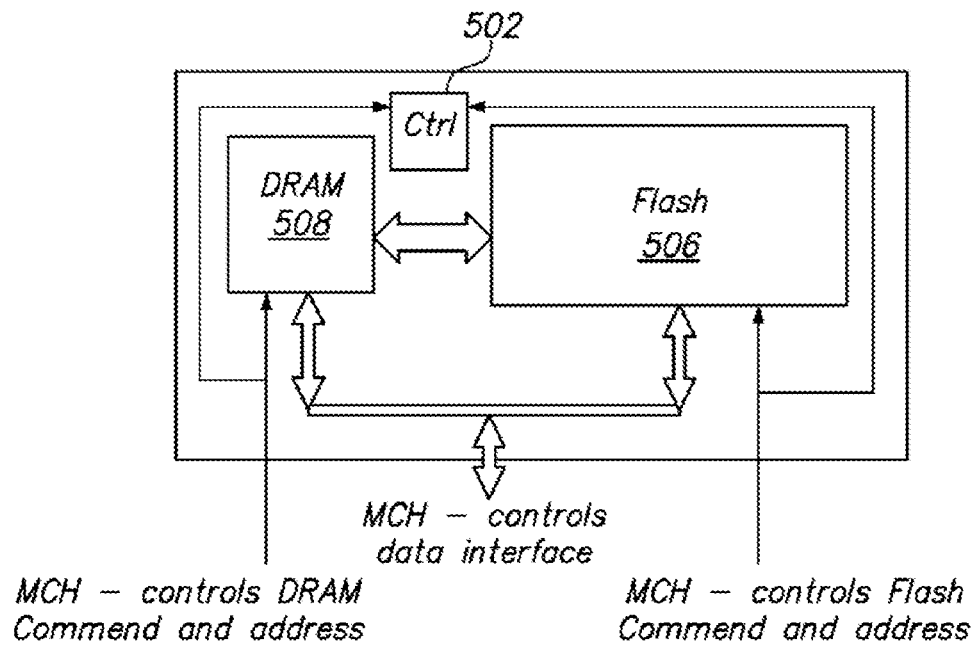 502
Ctrl
DRAM
508
Flash
506
MCH – controls
data interface
MCH – controls DRAM
Commend and address
MCH – controls Flash
Commend and address